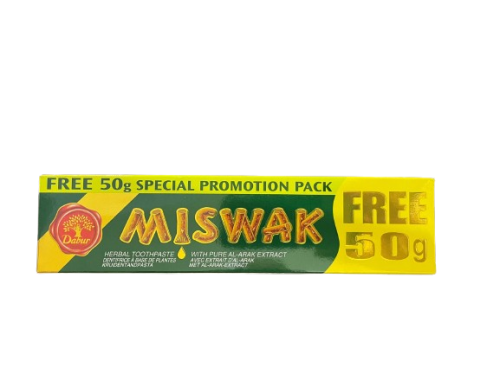 FREE 50g SPECIAL PROMOTION PACK
Dabur
MISWAK
HERBAL TOOTHPASTE WITH PURE AL-ARAK EXTRACT
DENTIFRICE A BASE DE PLANTES AVEC EXTRAIT D'AL-ARAK
KRUIDENTANDPASTA MET AL-ARAK EXTRACT
FREE
50g